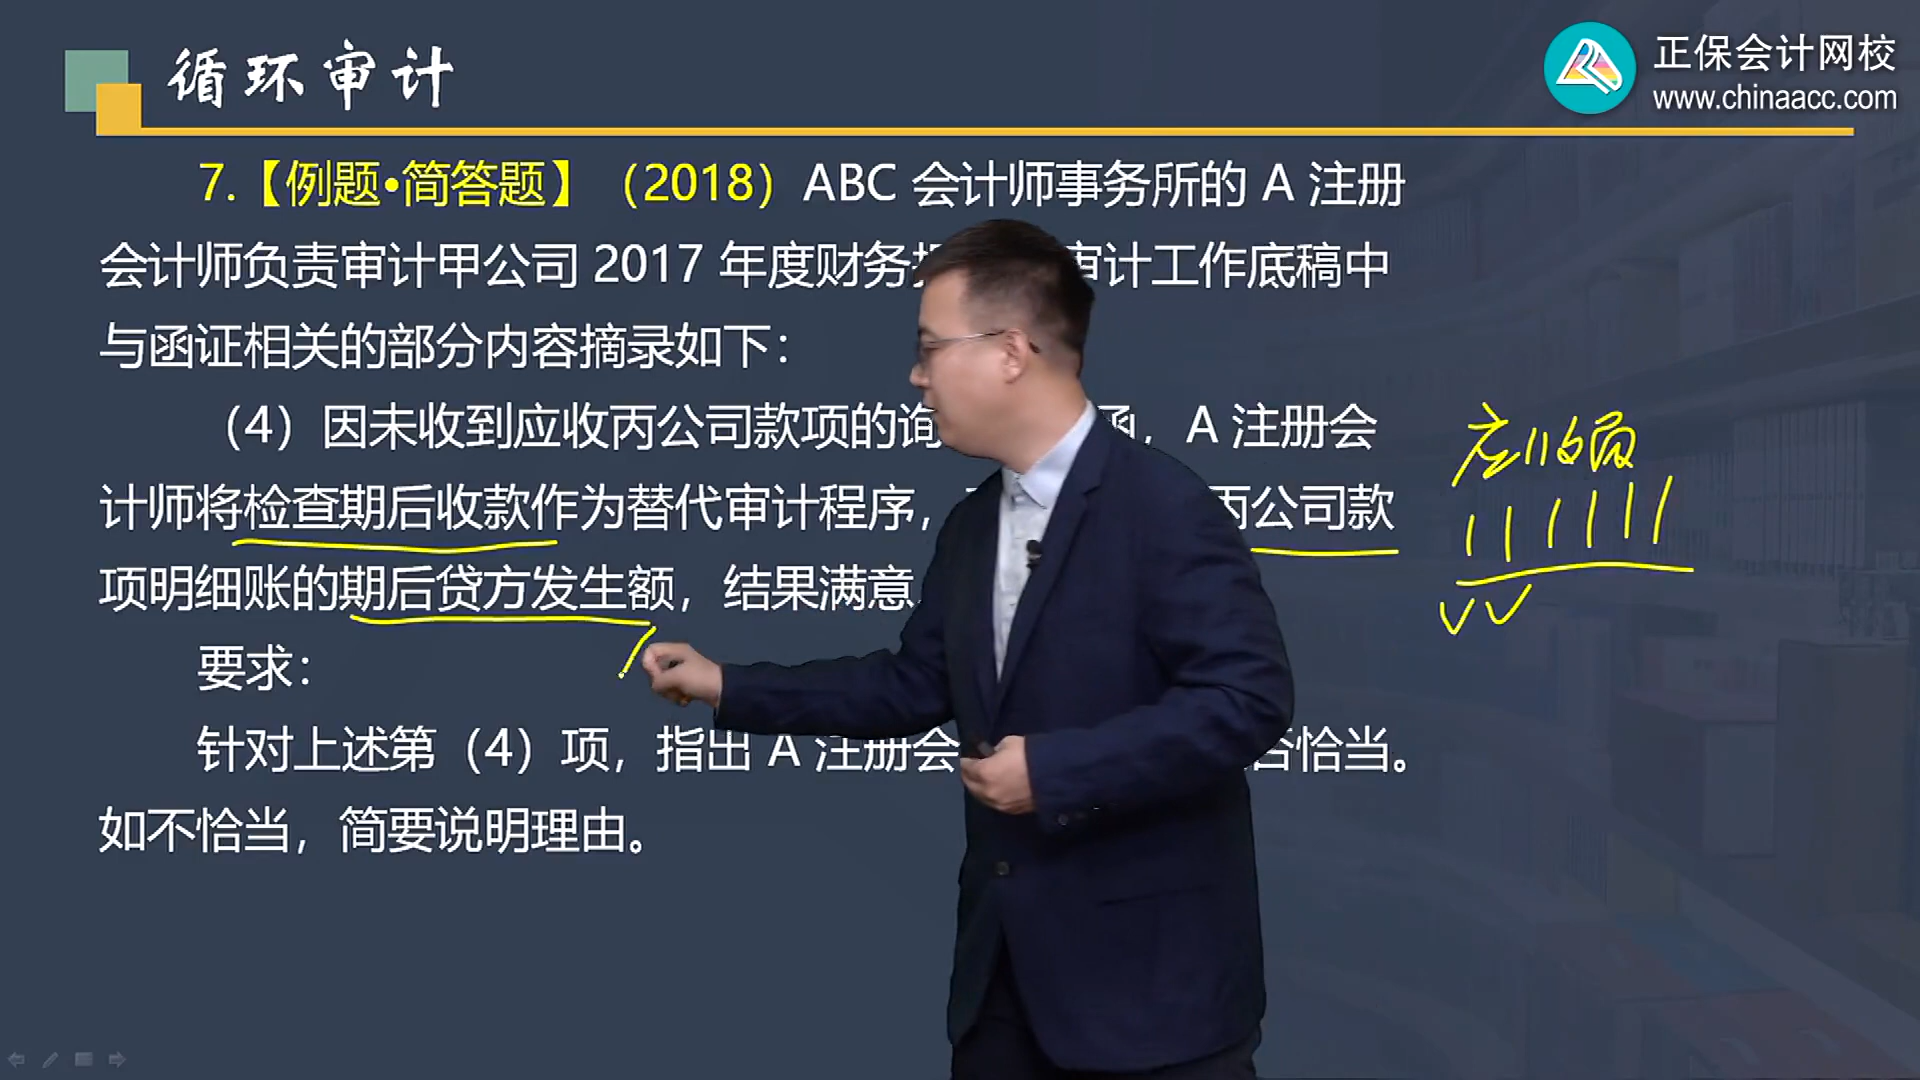 循环审计
正保会计网校
www.chinaacc.com
7.【例题•简答题】（2018）ABC 会计师事务所的 A 注册
会计师负责审计甲公司 2017 年度财务 审计工作底稿中
与函证相关的部分内容摘录如下：
（4）因未收到应收丙公司款项的询 函，A 注册会
计师将检查期后收款作为替代审计程序， 丙公司款
项明细账的期后贷方发生额，结果满意
要求：
针对上述第（4）项，指出 A 注册会 否恰当。
如不恰当，简要说明理由。